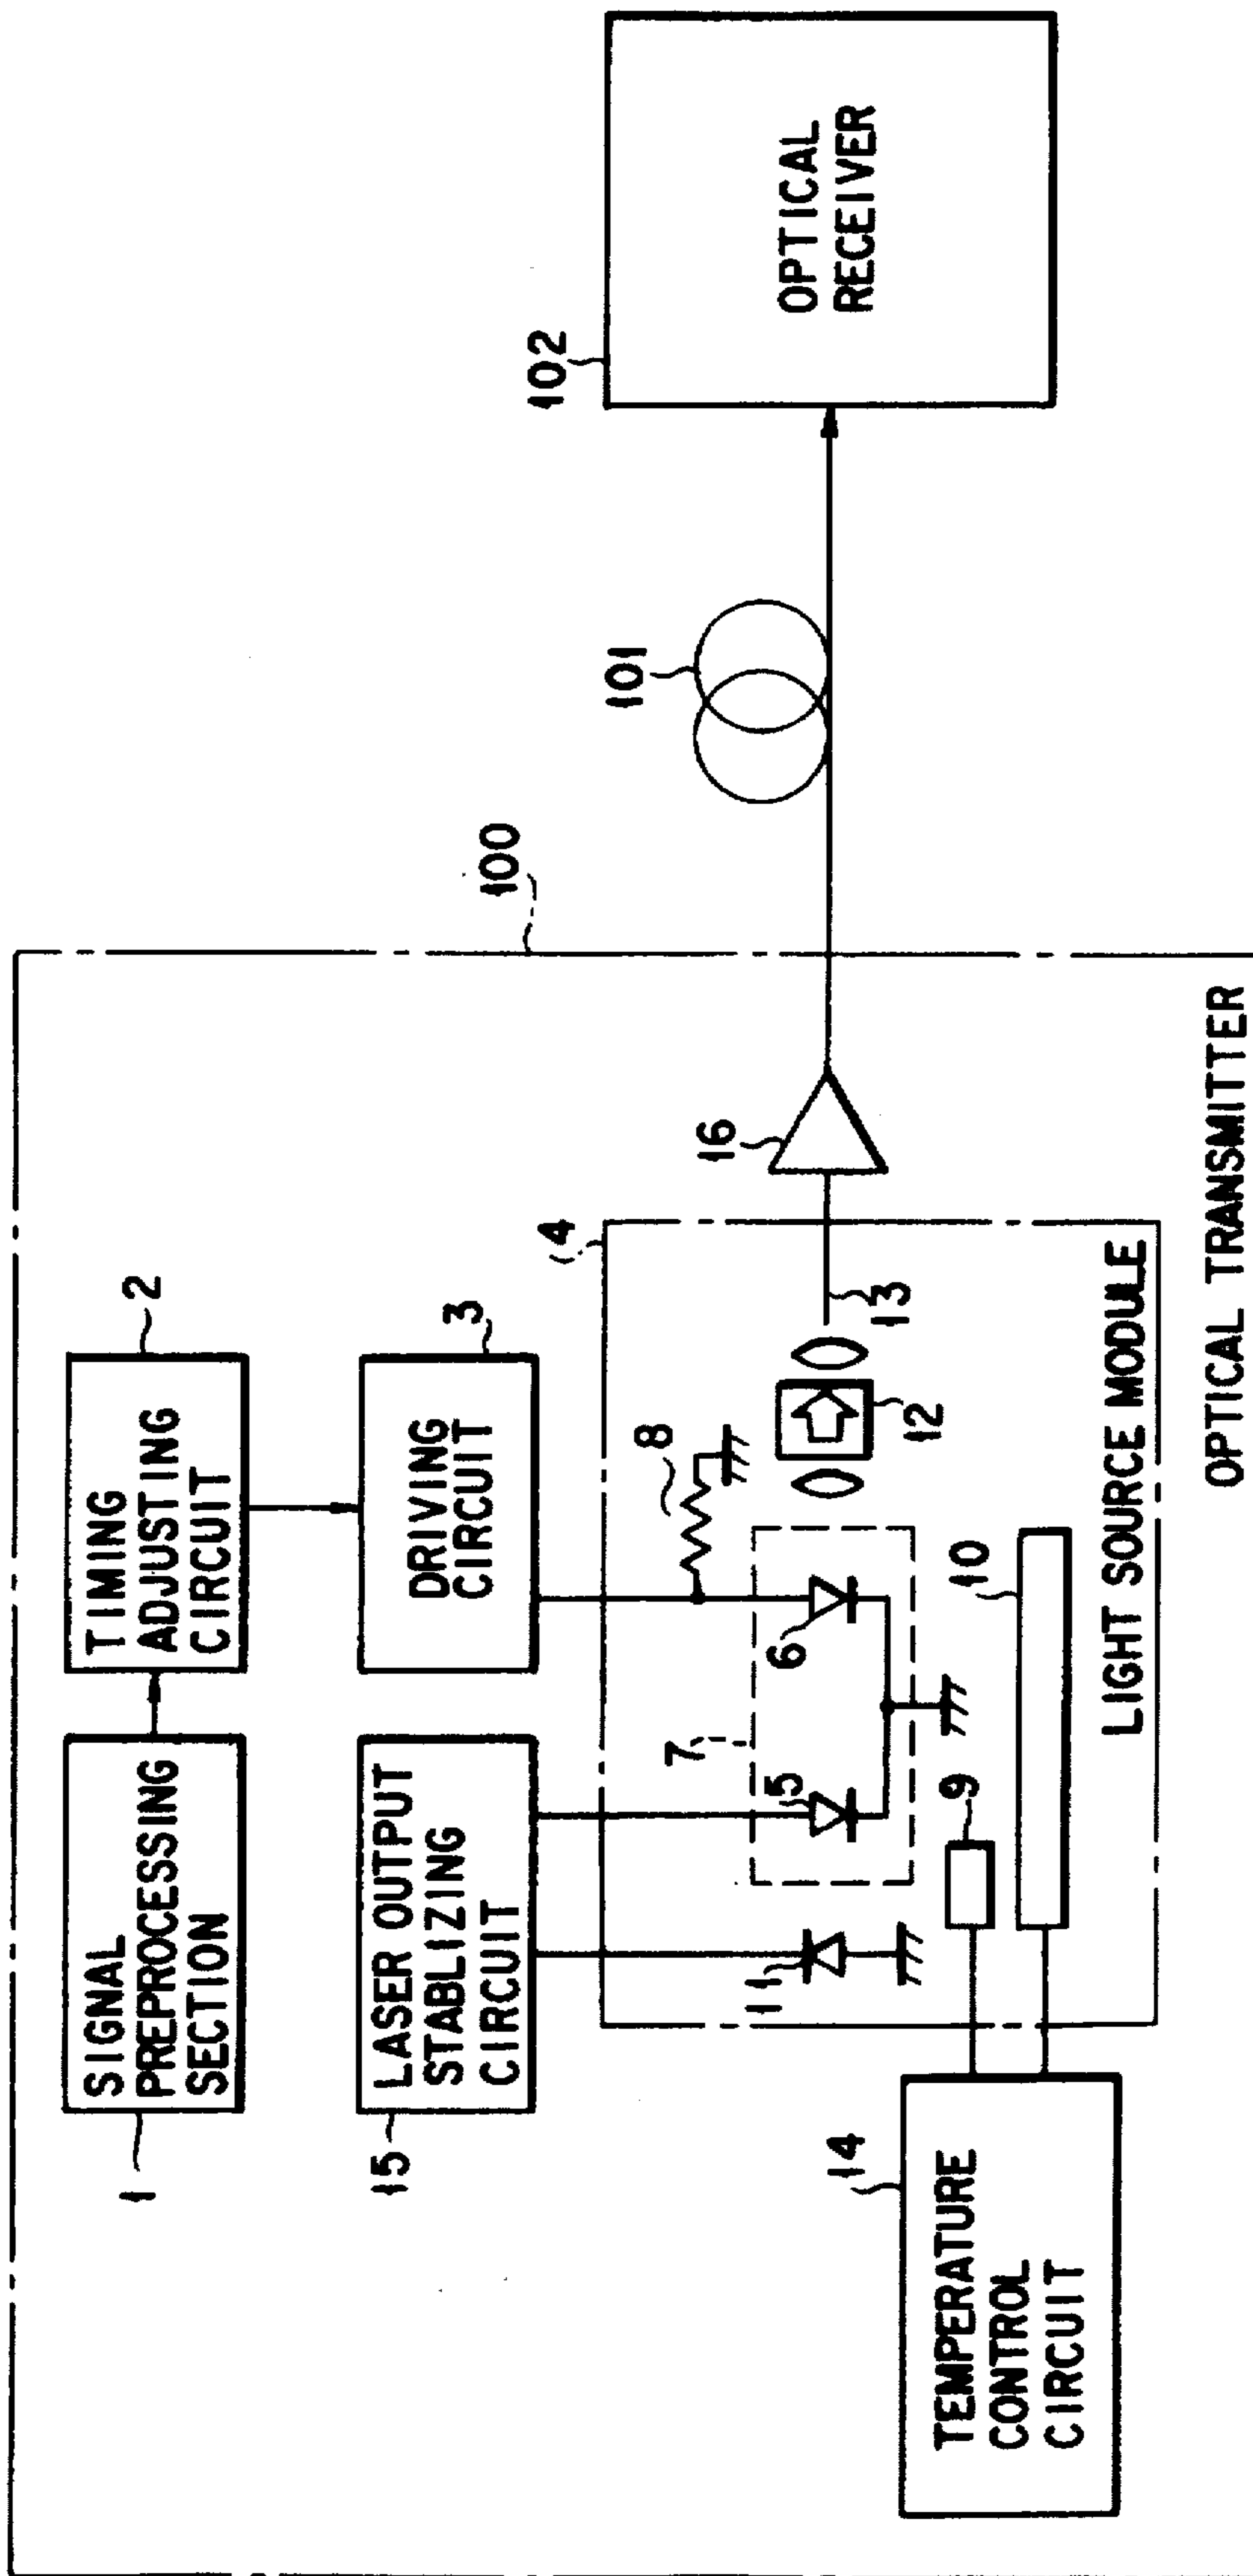 1
SIGNAL
PREPROCESSING
SECTION
2
TIMING
ADJUSTING
CIRCUIT
15
LASER OUTPUT
STABLIZING
CIRCUIT
3
DRIVING
CIRCUIT
4
8
7
5
6
11
9
10
12
13
LIGHT SOURCE MODULE
14
TEMPERATURE
CONTROL
CIRCUIT
16
100
OPTICAL TRANSMITTER
101
102
OPTICAL
RECEIVER